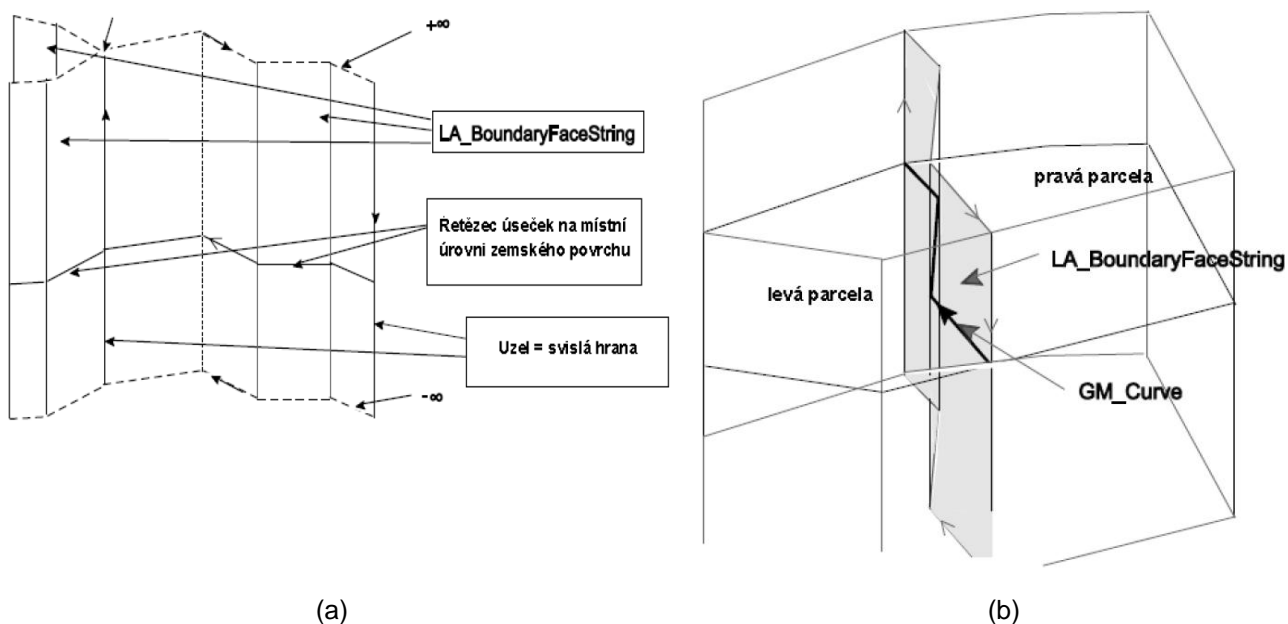 +∞
LA_BoundaryFaceString
Řetězec úseček na místní
úrovni zemského povrchu
Uzel = svislá hrana
-∞
(a)
pravá parcela
LA_BoundaryFaceString
levá parcela
GM_Curve
(b)